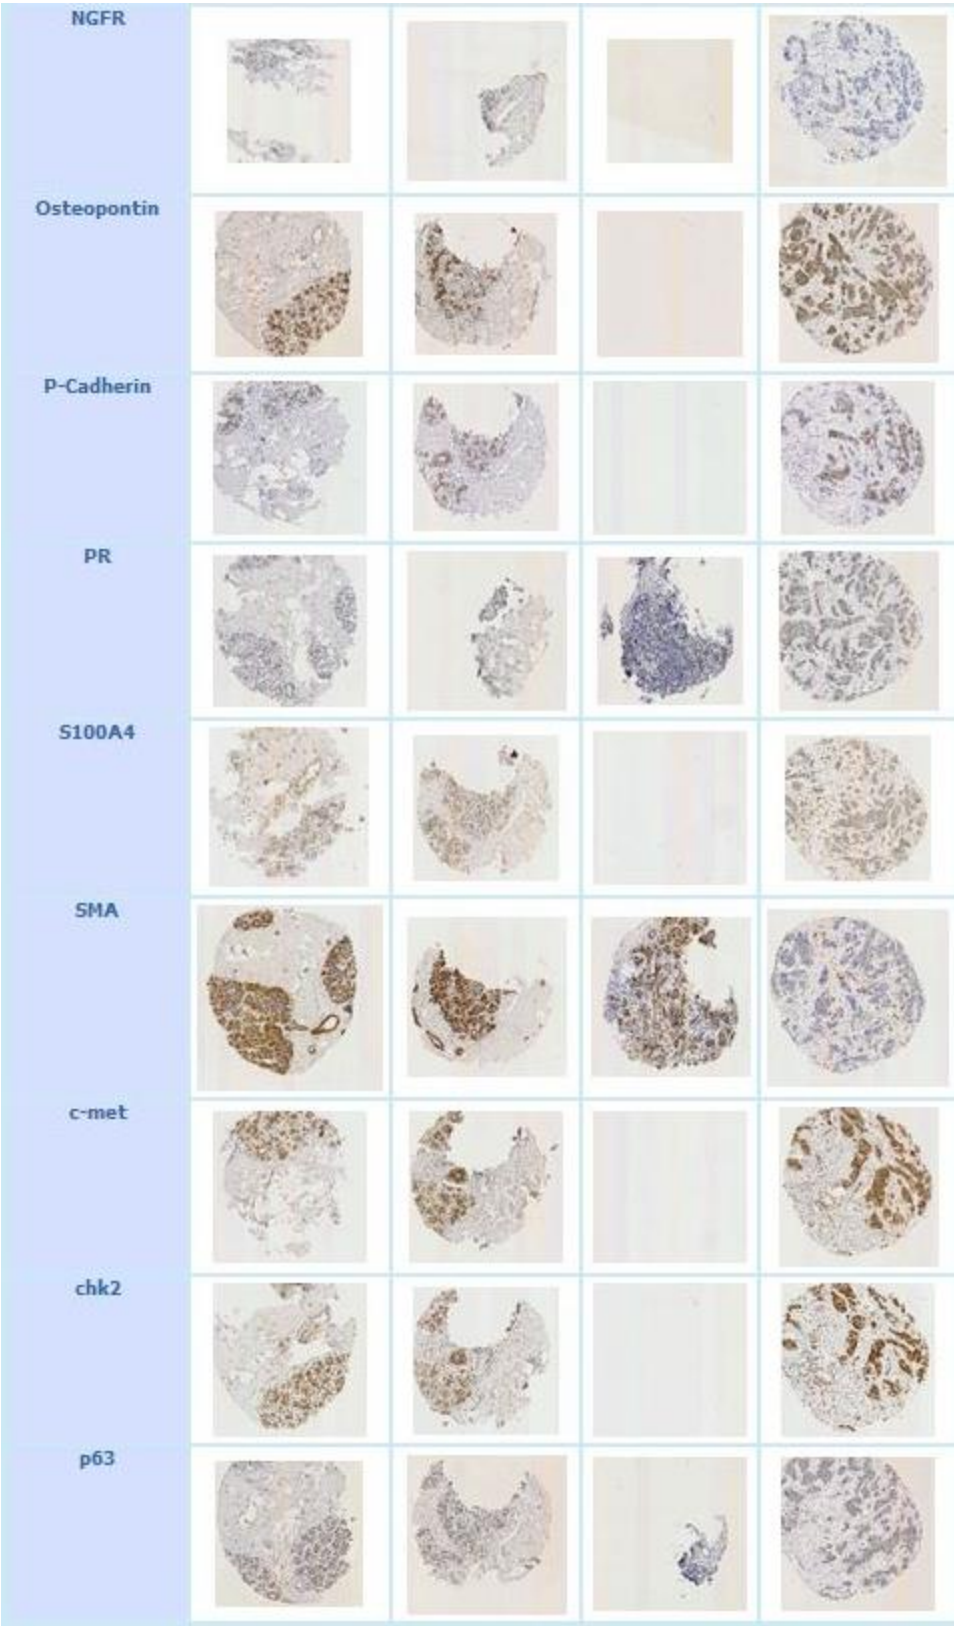 NGFR
Osteopontin
P-Cadherin
PR
S100A4
SMA
c-met
chk2
p63